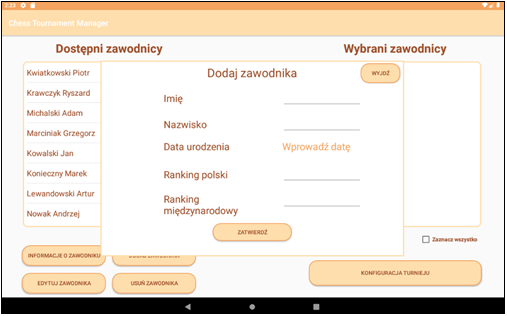 2:23
Chess Tournament Manager
Dostępni zawodnicy
Wybrani zawodnicy
Kwiatkowski Piotr
Krawczyk Ryszard
Michalski Adam
Marciniak Grzegorz
Kowalski Jan
Konieczny Marek
Lewandowski Artur
Nowak Andrzej
Dodaj zawodnika
WYJDŹ
Imię
Nazwisko
Data urodzenia
Wprowadź datę
Ranking polski
Ranking
międzynarodowy
ZATWIERDŹ
Zaznacz wszystko
INFORMACJE O ZAWODNIKU
EDYTUJ ZAWODNIKA
USUŃ ZAWODNIKA
KONFIGURACJA TURNIEJU